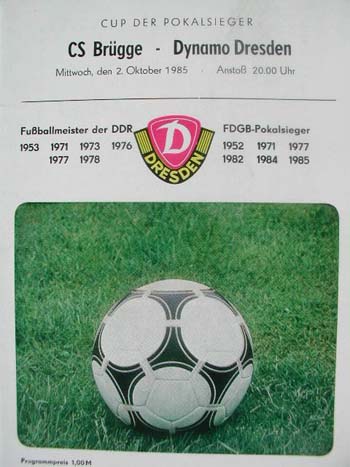 CUP DER POKALSIEGER
CS Brügge - Dynamo Dresden
Mittwoch, den 2. Oktober 1985 · Anstoß 20.00 Uhr
Fußballmeister der DDR
1953 1971 1973 1976
1977 1978
D
DRESDEN
FDGB-Pokalsieger
1952 1971 1977
1982 1984 1985
Programmpreis 1,00 M